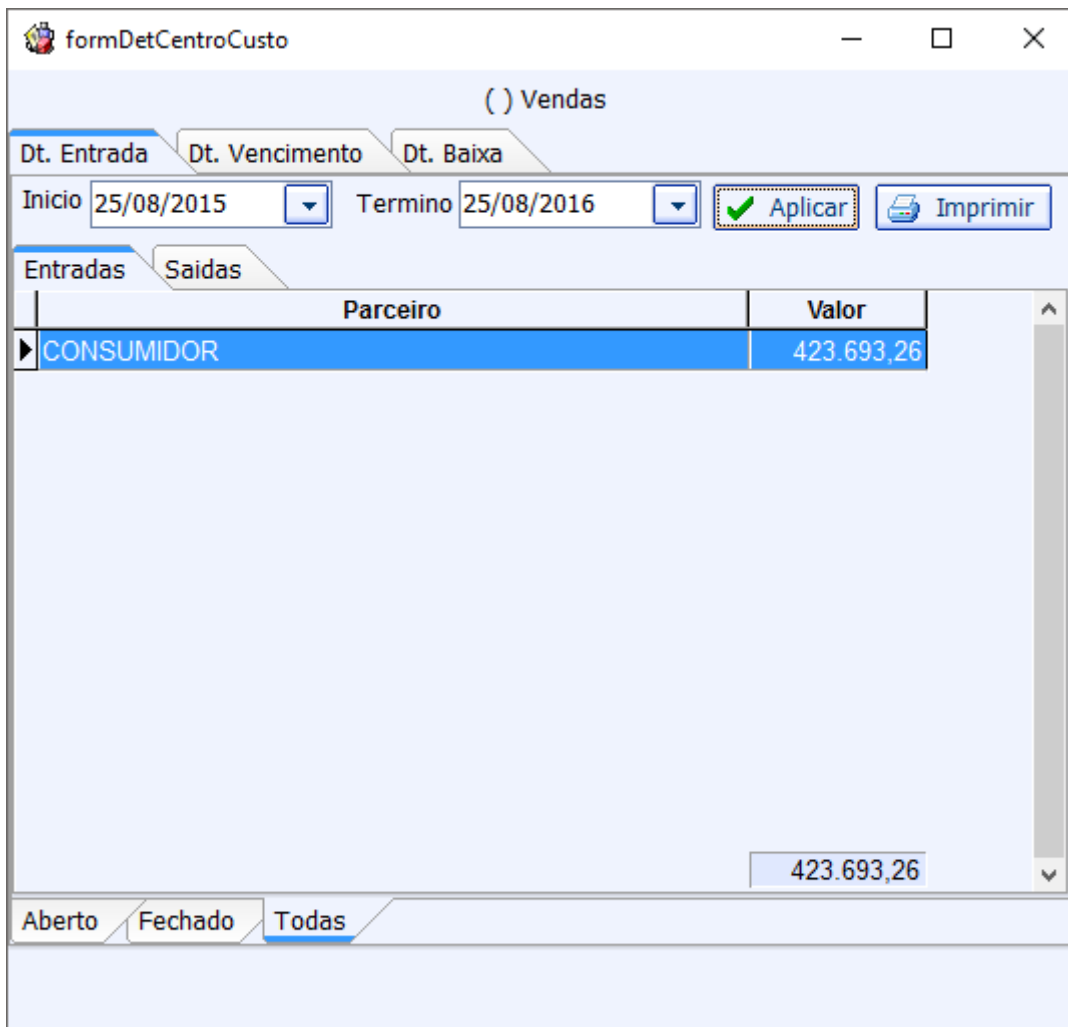 formDetCentroCusto
( ) Vendas
Dt. Entrada Dt. Vencimento Dt. Baixa
Inicio 25/08/2015 Termino 25/08/2016 Aplicar Imprimir
Entradas Saidas
Parceiro Valor
CONSUMIDOR 423.693,26
423.693,26
Aberto Fechado Todas